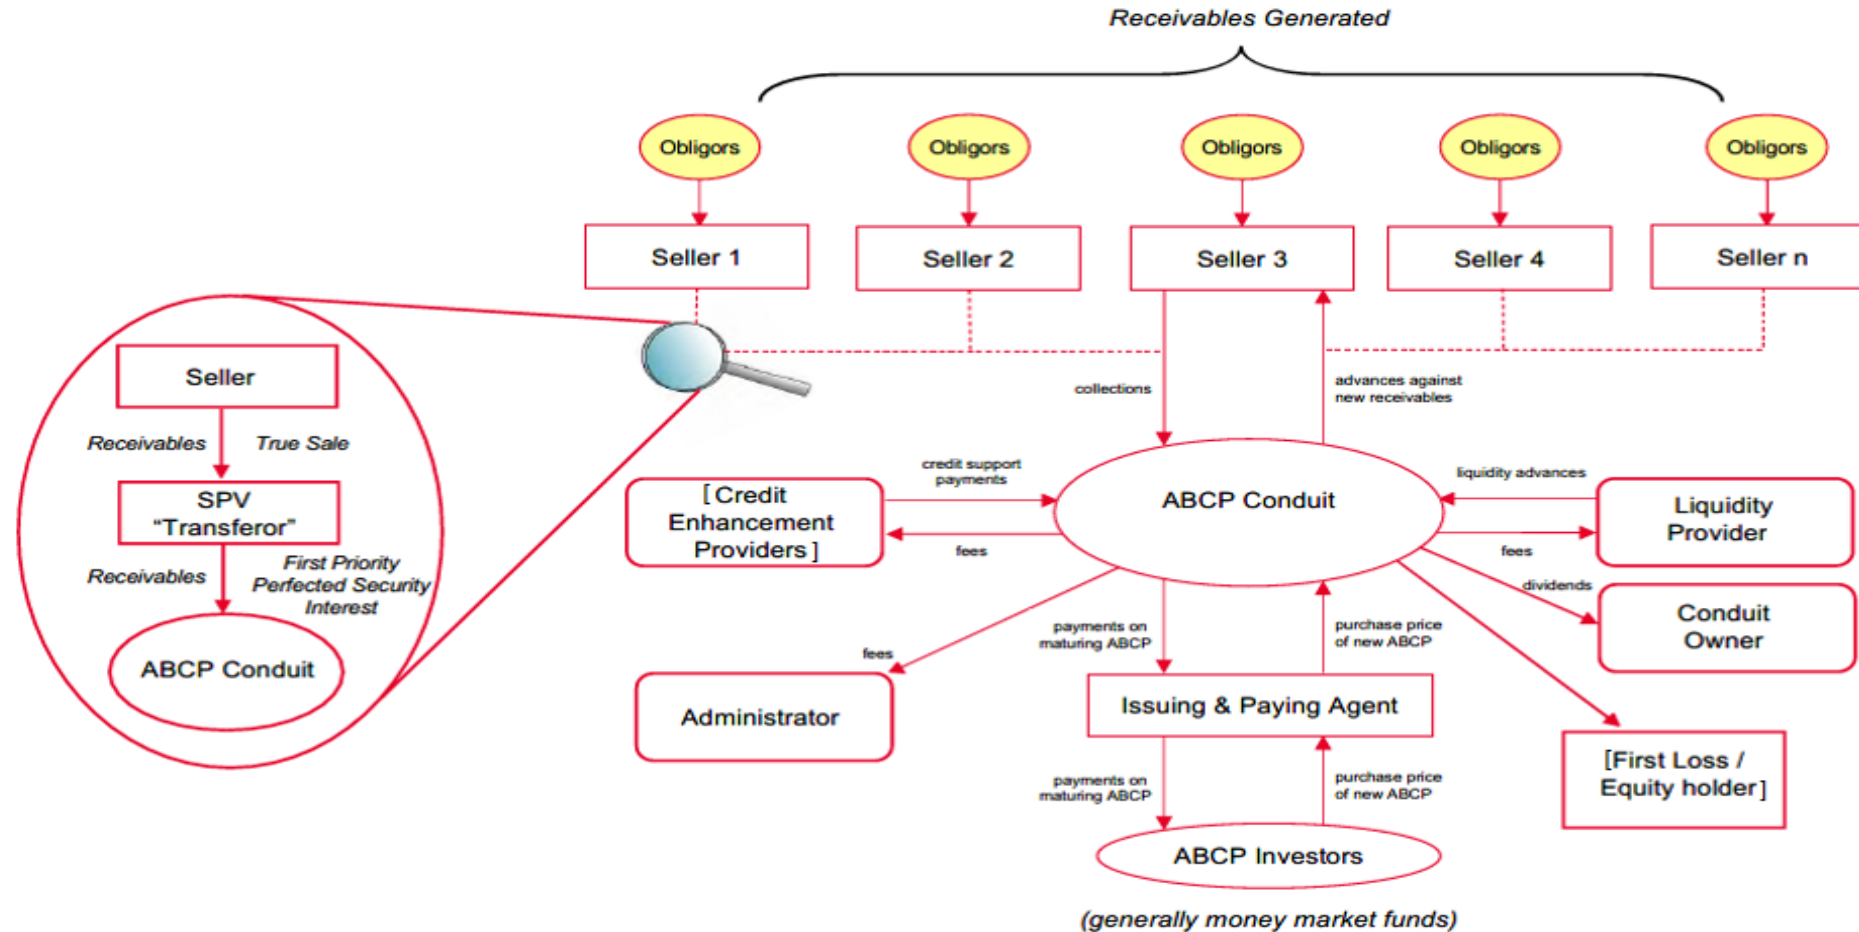 Receivables Generated
Obligors
Obligors
Obligors
Obligors
Obligors
Seller 1
Seller 2
Seller 3
Seller 4
Seller n
Seller
Receivables
True Sale
SPV
“Transferor”
Receivables
First Priority
Perfected Security
Interest
ABCP Conduit
collections
advances against
new receivables
credit support
payments
liquidity advances
[Credit
Enhancement
Providers]
fees
ABCP Conduit
Liquidity
Provider
fees
dividends
Conduit
Owner
fees
payments on
maturing ABCP
purchase price
of new ABCP
Administrator
Issuing & Paying Agent
[First Loss /
Equity holder]
payments on
maturing ABCP
purchase price
of new ABCP
ABCP Investors
(generally money market funds)